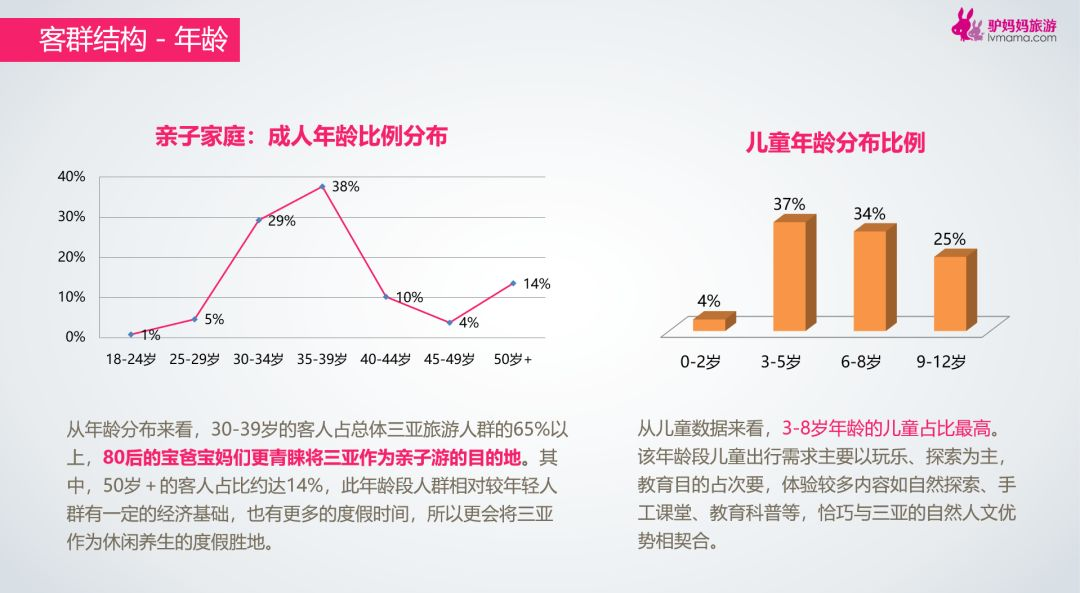 客群结构 - 年龄
驴妈妈旅游
lvmama.com
亲子家庭：成人年龄比例分布
40%
30%
20%
10%
0%
1%
5%
29%
38%
10%
4%
14%
18-24岁 25-29岁 30-34岁 35-39岁 40-44岁 45-49岁 50岁+
从年龄分布来看，30-39岁的客人占总体三亚旅游人群的65%以
上，80后的宝爸宝妈们更青睐将三亚作为亲子游的目的地。其
中，50岁+的客人占比约达14%，此年龄段人群相对较年轻人
群有一定的经济基础，也有更多的度假时间，所以更会将三亚
作为休闲养生的度假胜地。
儿童年龄分布比例
4%
37%
34%
25%
0-2岁 3-5岁 6-8岁 9-12岁
从儿童数据来看，3-8岁年龄的儿童占比最高。
该年龄段儿童出行需求主要以玩乐、探索为主，
教育目的占次要，体验较多内容如自然探索、手
工课堂、教育科普等，恰巧与三亚的自然人文优
势相契合。